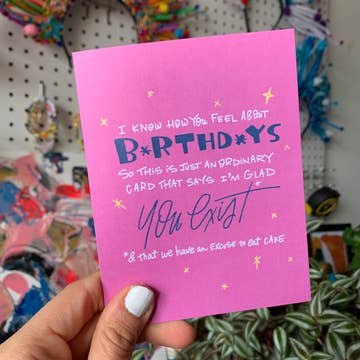 I KNOW HOW YOU FEEL ABOUT
B*RTHD*YS
SO THIS IS JUST AN ORDINARY
CARD THAT SAYS I'M GLAD
you exist*
*& that we have an EXCUSE to Eat CAKE